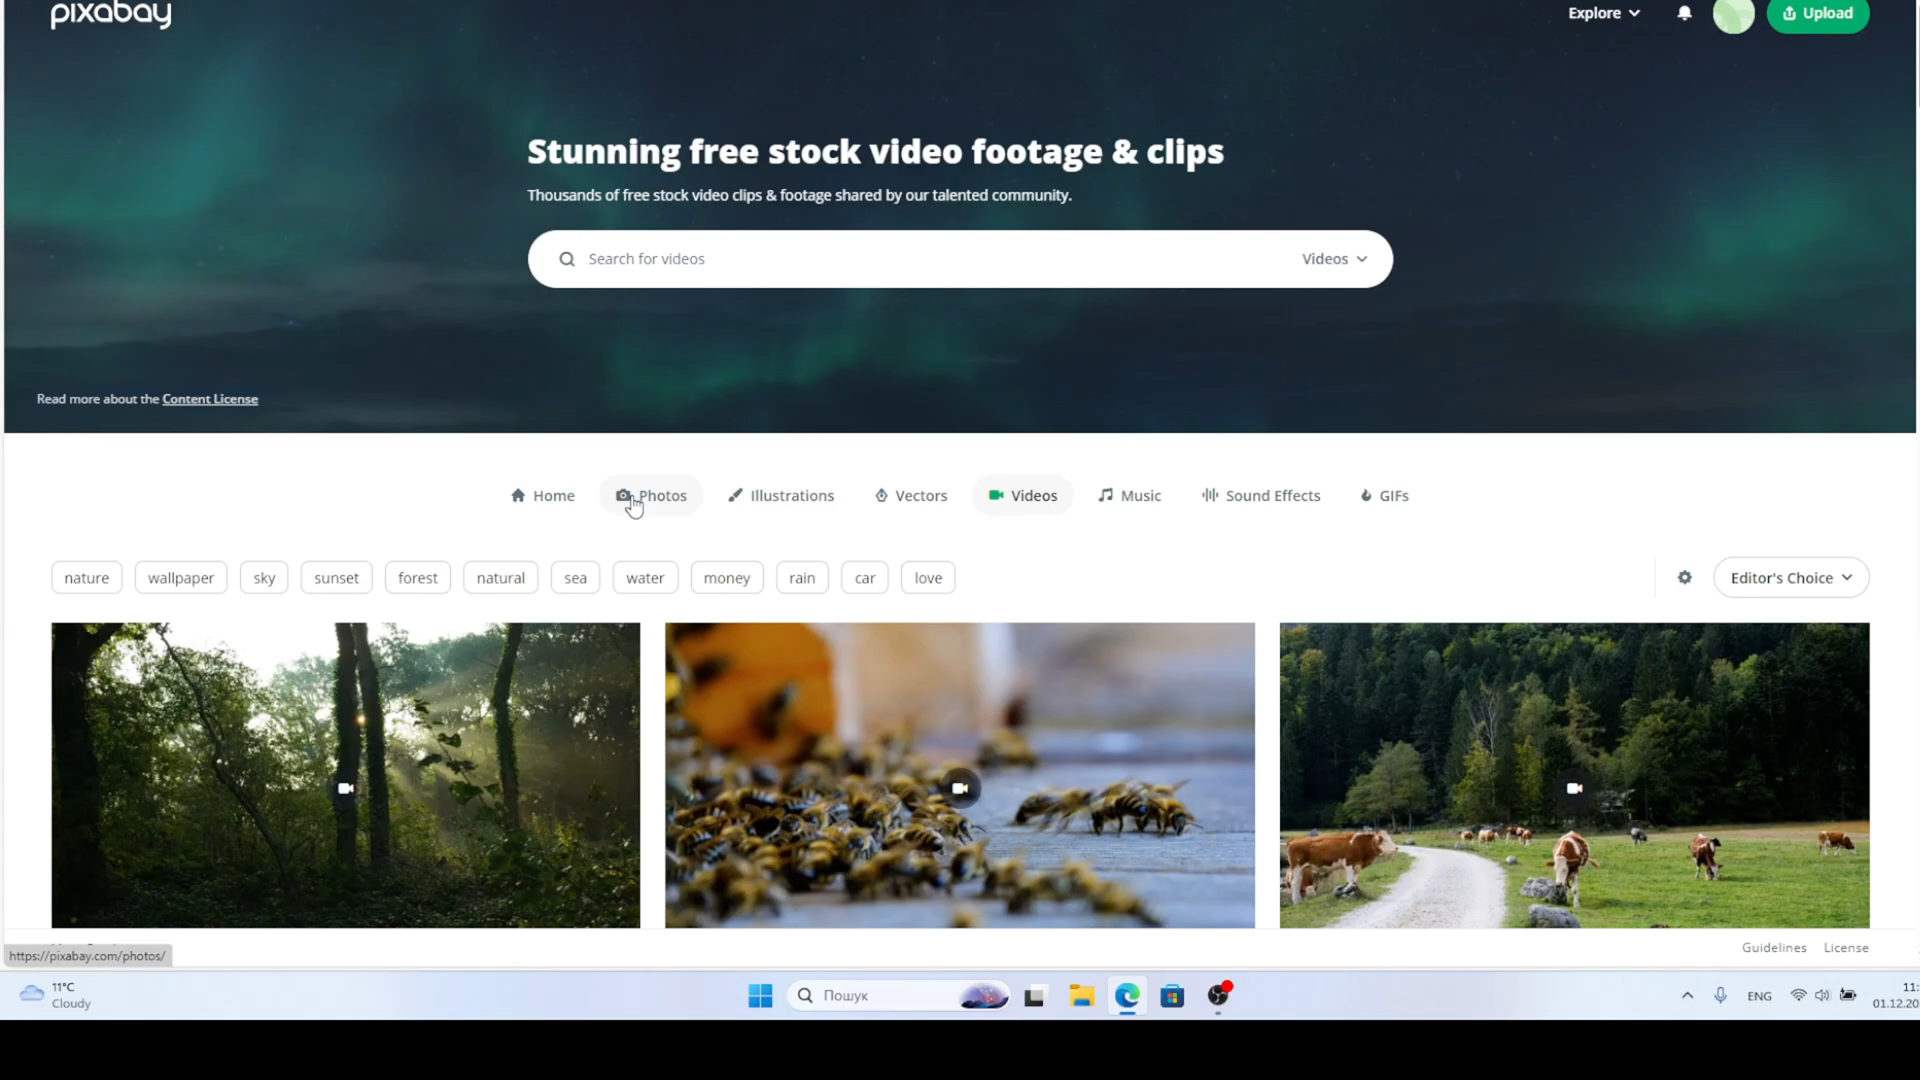 pixabay
Explore
Upload
Stunning free stock video footage & clips
Thousands of free stock video clips & footage shared by our talented community.
Search for videos
Videos
Read more about the Content License
Home Photos Illustrations Vectors Videos Music Sound Effects GIFs
nature wallpaper sky sunset forest natural sea water money rain car love
Editor's Choice
https://pixabay.com/photos/
Guidelines License
11°C
Cloudy
Пошук
ENG
11:
01.12.20